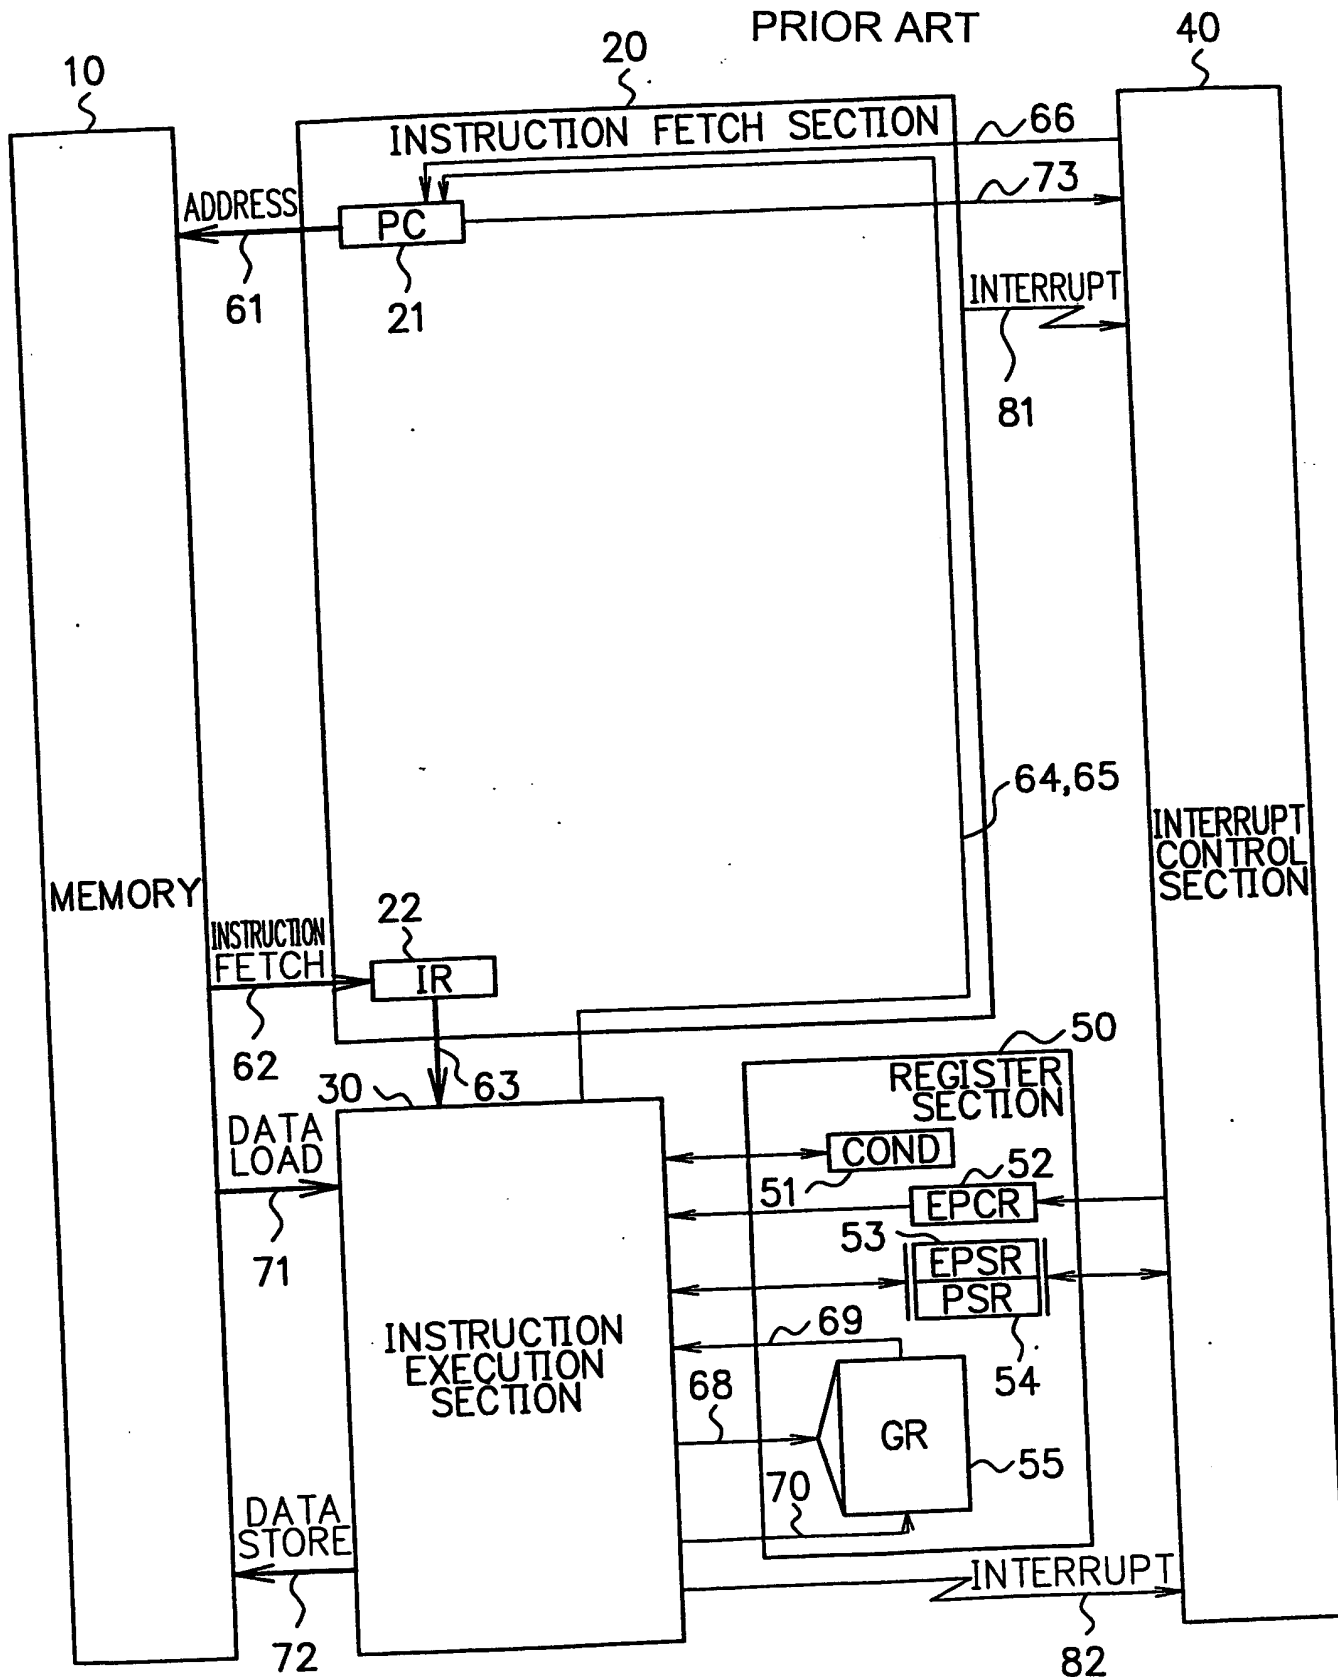 PRIOR ART
10
20
40
INSTRUCTION FETCH SECTION
66
73
ADDRESS
PC
61
21
INTERRUPT
81
64,65
INTERRUPT
CONTROL
SECTION
MEMORY
22
INSTRUCTION
FETCH
IR
62
63
30
50
REGISTER
SECTION
DATA
LOAD
COND
51
52
EPCR
71
53
EPSR
PSR
54
INSTRUCTION
EXECUTION
SECTION
69
68
GR
55
70
DATA
STORE
72
INTERRUPT
82